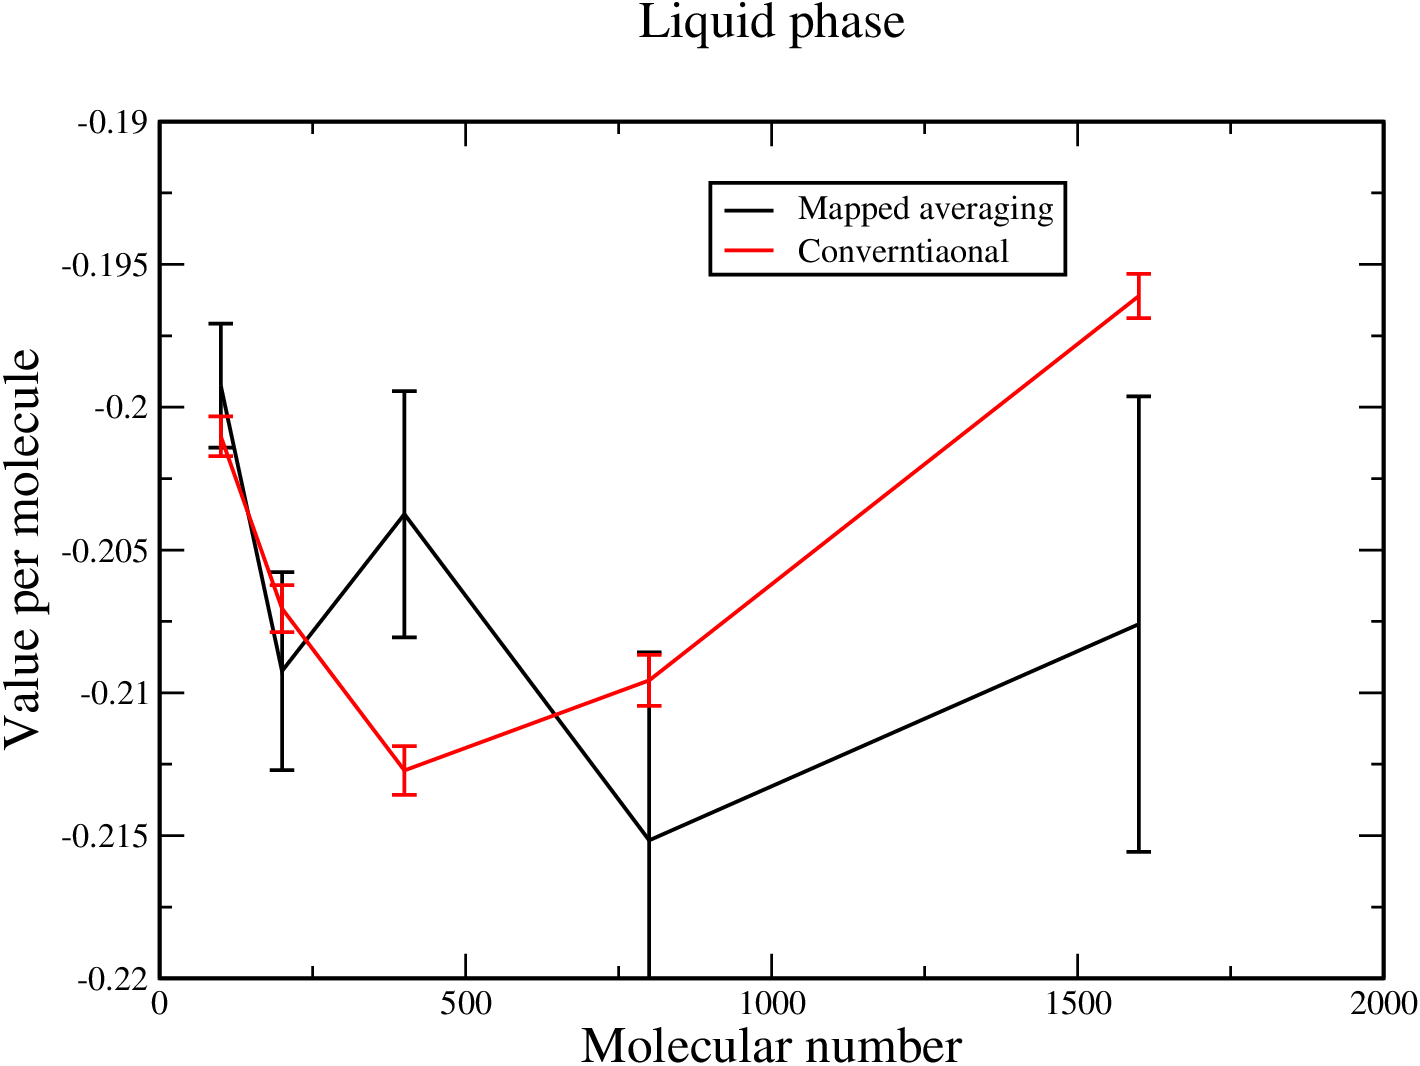 Liquid phase
-0.19
-0.195
-0.2
-0.205
-0.21
-0.215
-0.22
Value per molecule
Mapped averaging
Converntiaonal
0 500 1000 1500 2000
Molecular number